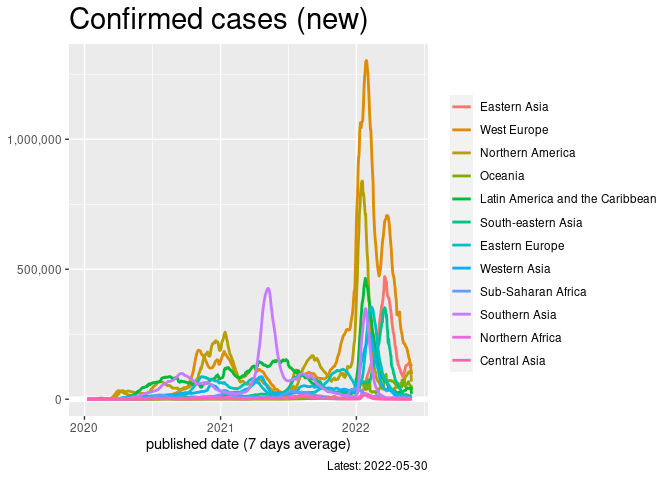 Confirmed cases (new)
1,000,000
500,000
0
2020
2021
2022
published date (7 days average)
Latest: 2022-05-30
Eastern Asia
West Europe
Northern America
Oceania
Latin America and the Caribbean
South-eastern Asia
Eastern Europe
Western Asia
Sub-Saharan Africa
Southern Asia
Northern Africa
Central Asia